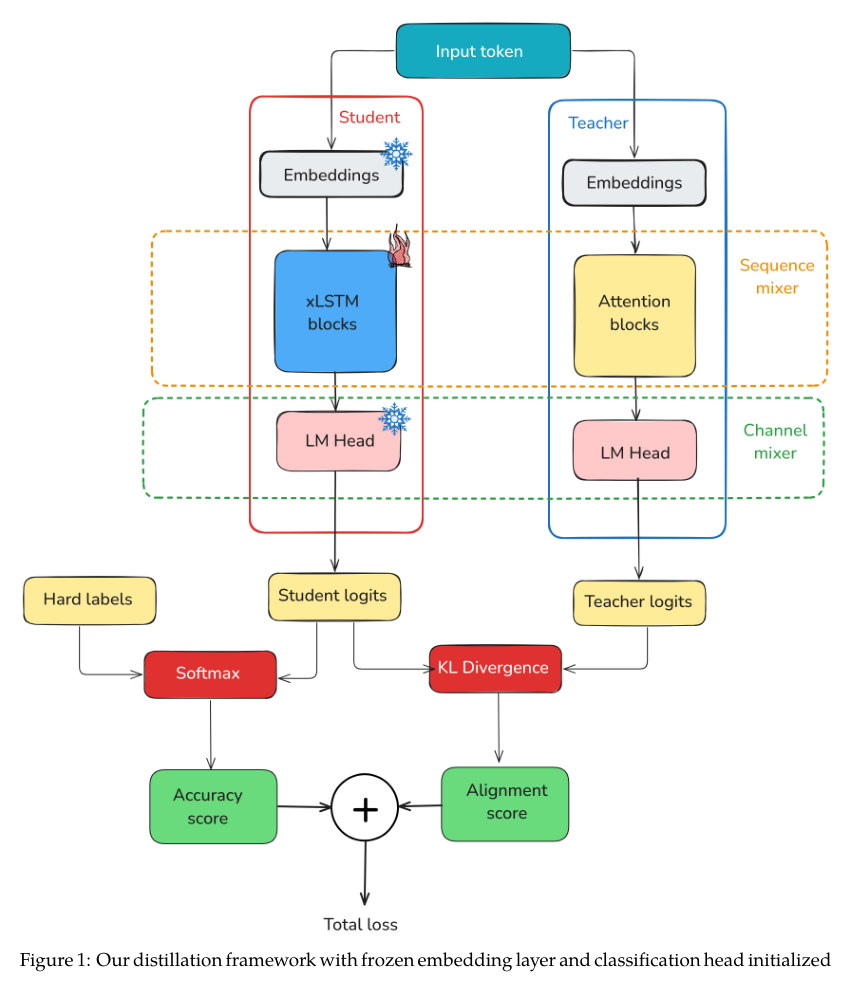 Input token
Student
Teacher
Embeddings
Embeddings
Sequence
mixer
xLSTM
blocks
Attention
blocks
Channel
mixer
LM Head
LM Head
Hard labels
Student logits
Teacher logits
Softmax
KL Divergence
Accuracy
score
+
Alignment
score
Total loss
Figure 1: Our distillation framework with frozen embedding layer and classification head initialized